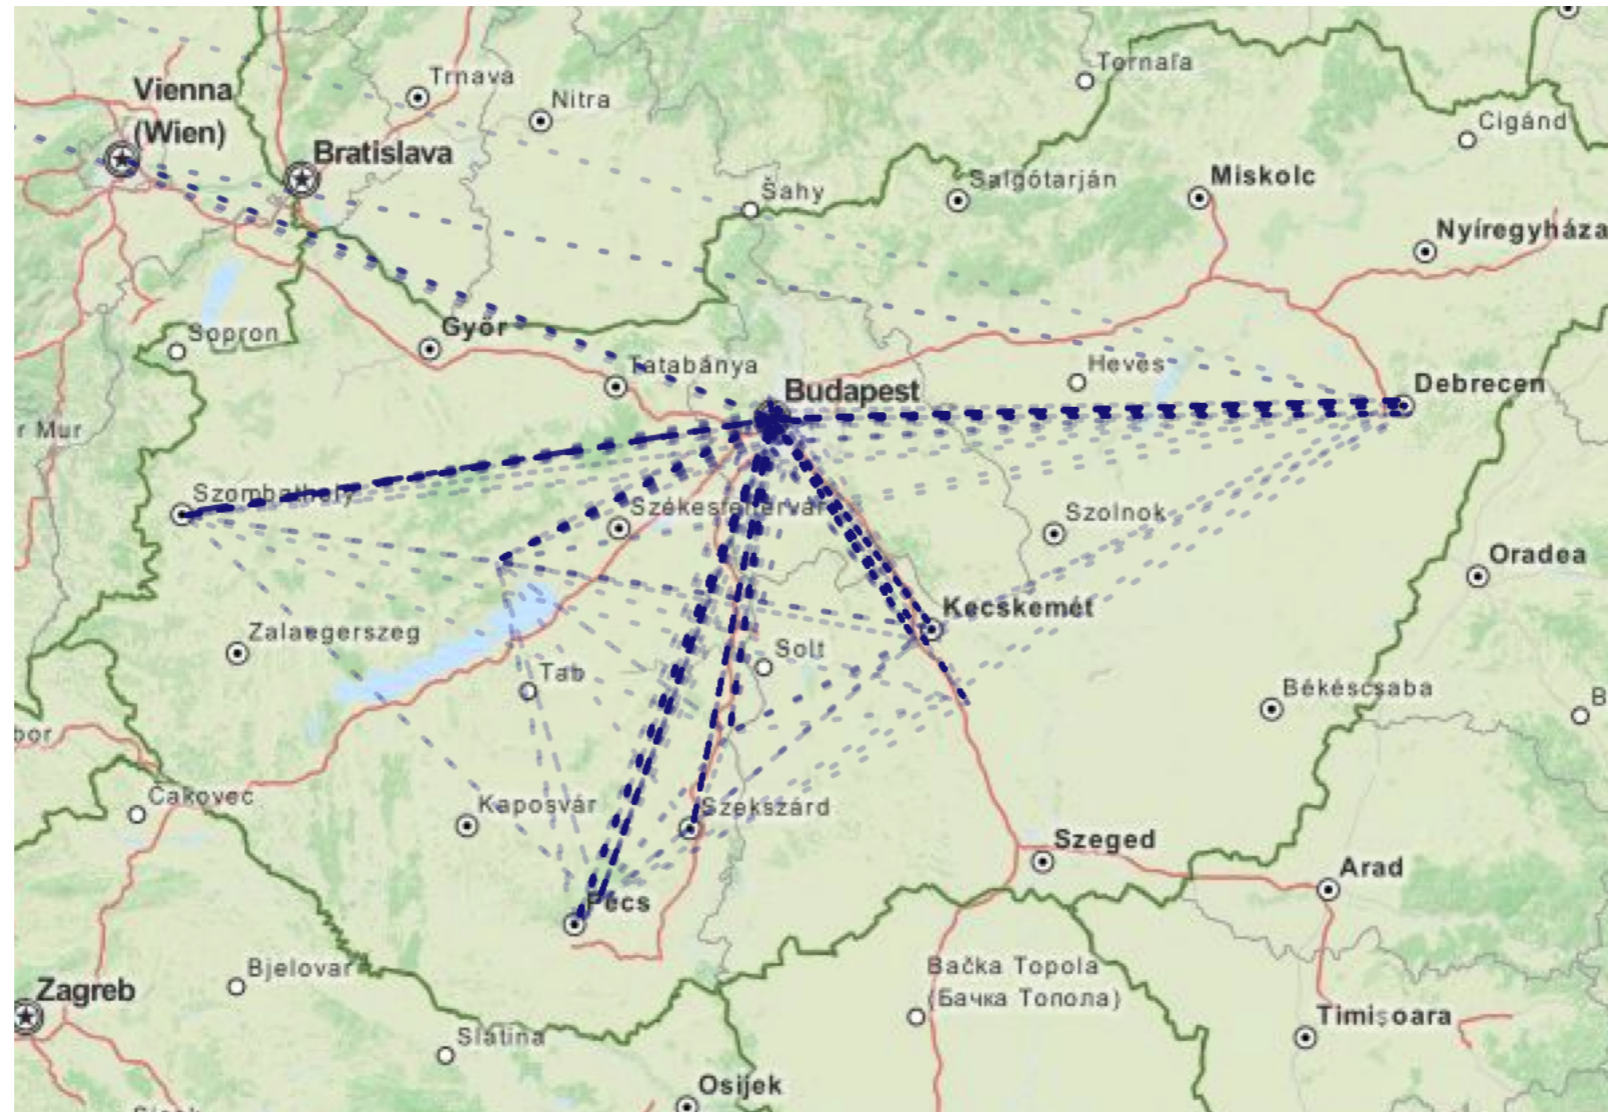 Tornaľa
Trnava
Vienna
(Wien)
Nitra
Cigánd
Bratislava
Šahy
Salgótarján
Miskolc
Nyíregyháza
Sopron
Győr
Tatabánya
Heves
Budapest
Debrecen
r Mur
Szombathely
Székesfehérvár
Szolnok
Oradea
Kecskemét
Zalaegerszeg
Solt
Tab
Békéscsaba
B
bor
Čakovec
Kaposvár
Szekszárd
Szeged
Arad
Pécs
Bjelovar
Bačka Topola
(Бачка Топола)
Zagreb
Timișoara
Slatina
Osijek